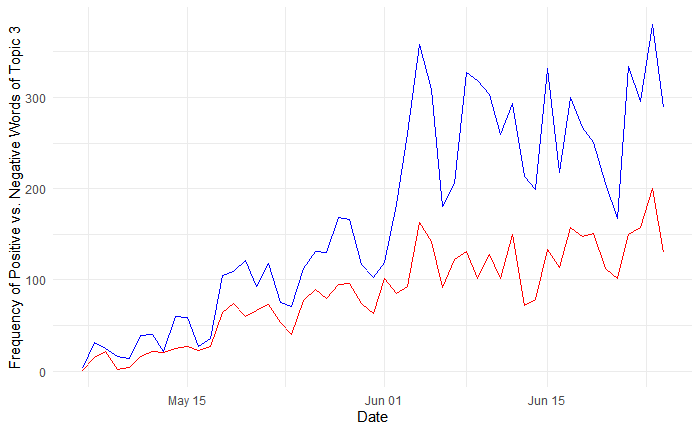 Frequency of Positive vs. Negative Words of Topic 3
300
200
100
0
May 15
Jun 01
Jun 15
Date